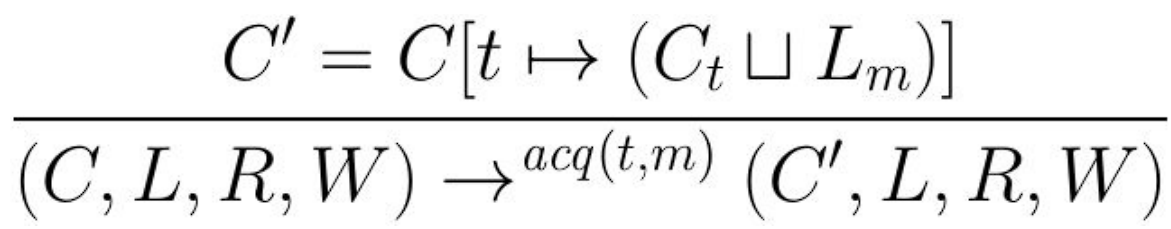 C′ = C[t ↦ (C_t ⊔ L_m)]
(C, L, R, W) →^{acq(t,m)} (C′, L, R, W)